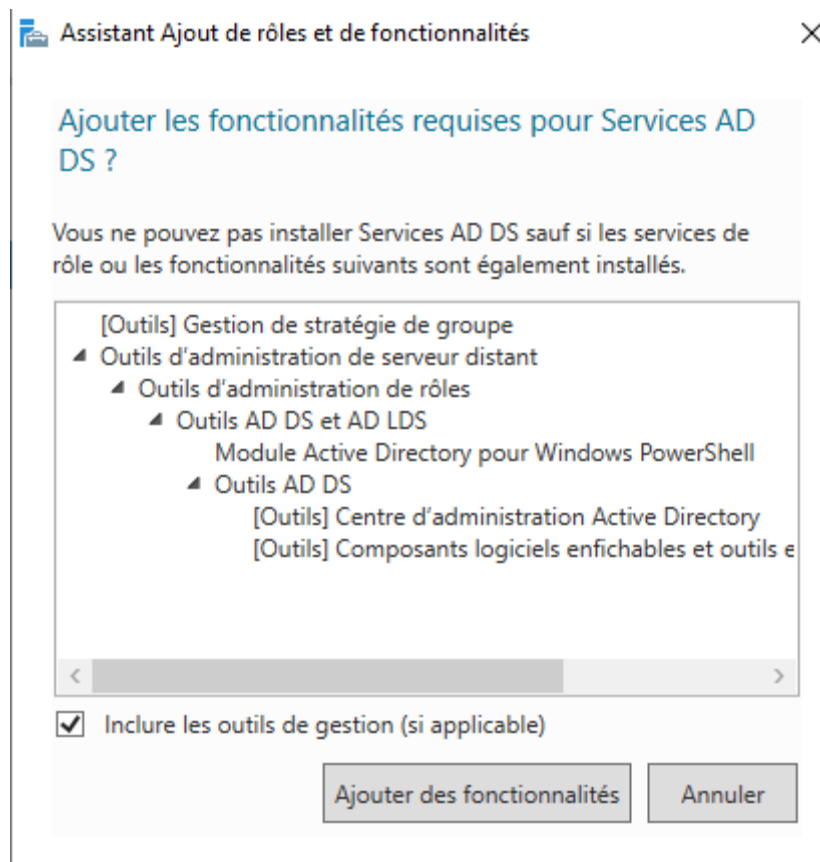 Assistant Ajout de rôles et de fonctionnalités
Ajouter les fonctionnalités requises pour Services AD
DS ?
Vous ne pouvez pas installer Services AD DS sauf si les services de
rôle ou les fonctionnalités suivants sont également installés.
[Outils] Gestion de stratégie de groupe
Outils d'administration de serveur distant
Outils d'administration de rôles
Outils AD DS et AD LDS
Module Active Directory pour Windows PowerShell
Outils AD DS
[Outils] Centre d'administration Active Directory
[Outils] Composants logiciels enfichables et outils e
Inclure les outils de gestion (si applicable)
Ajouter des fonctionnalités Annuler